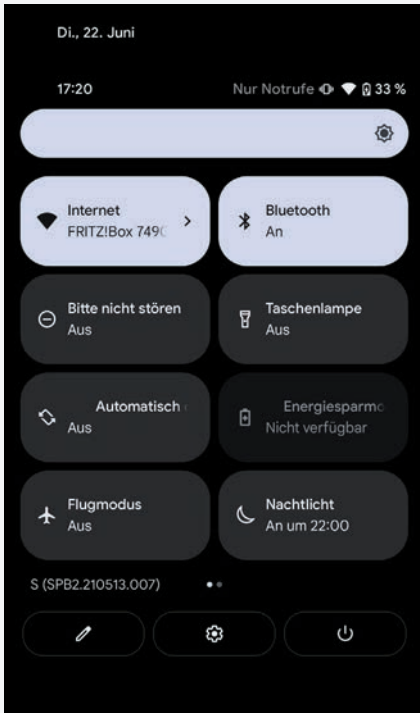 Di., 22. Juni
17:20 Nur Notrufe 33 %
Internet
FRITZ!Box 749
Bluetooth
An
Bitte nicht stören
Aus
Taschenlampe
Aus
Automatisch
Aus
Energiesparmo
Nicht verfügbar
Flugmodus
Aus
Nachtlicht
An um 22:00
S (SPB2.210513.007)